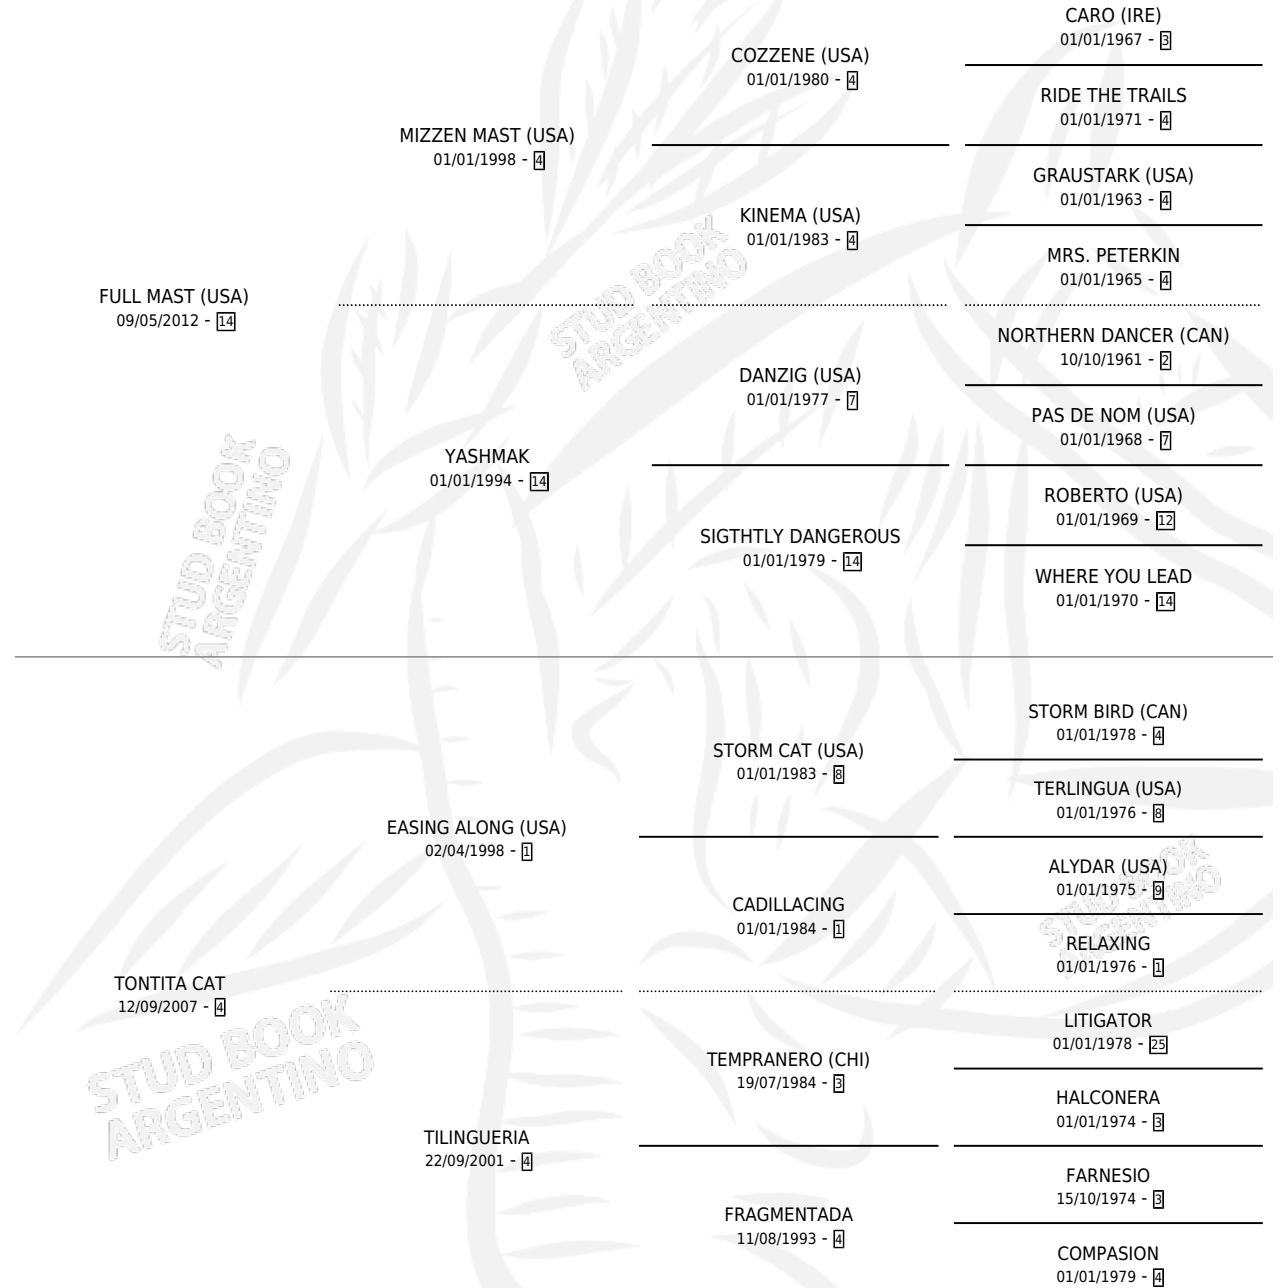 CARO (IRE)
01/01/1967 - 3
COZZENE (USA)
01/01/1980 - 4
RIDE THE TRAILS
01/01/1971 - 4
MIZZEN MAST (USA)
01/01/1998 - 4
GRAUSTARK (USA)
01/01/1963 - 4
KINEMA (USA)
01/01/1983 - 4
MRS. PETERKIN
01/01/1965 - 4
FULL MAST (USA)
09/05/2012 - 14
STUD BOOK
ARGENTINO
NORTHERN DANCER (CAN)
10/10/1961 - 2
DANZIG (USA)
01/01/1977 - 7
PAS DE NOM (USA)
01/01/1968 - 7
YASHMAK
01/01/1994 - 14
ROBERTO (USA)
01/01/1969 - 12
SIGTHTLY DANGEROUS
01/01/1979 - 14
WHERE YOU LEAD
01/01/1970 - 14
STUD BOOK
ARGENTINO
STORM BIRD (CAN)
01/01/1978 - 4
STORM CAT (USA)
01/01/1983 - 8
TERLINGUA (USA)
01/01/1976 - 8
EASING ALONG (USA)
02/04/1998 - 1
ALYDAR (USA)
01/01/1975 - 9
CADILLACING
01/01/1984 - 1
STUD BOOK
ARGENTINO
RELAXING
01/01/1976 - 1
TONTITA CAT
12/09/2007 - 4
STUD BOOK
ARGENTINO
LITIGATOR
01/01/1978 - 25
TEMPRANERO (CHI)
19/07/1984 - 3
HALCONERA
01/01/1974 - 3
TILINGUERIA
22/09/2001 - 4
FARNESIO
15/10/1974 - 3
FRAGMENTADA
11/08/1993 - 4
COMPASION
01/01/1979 - 4